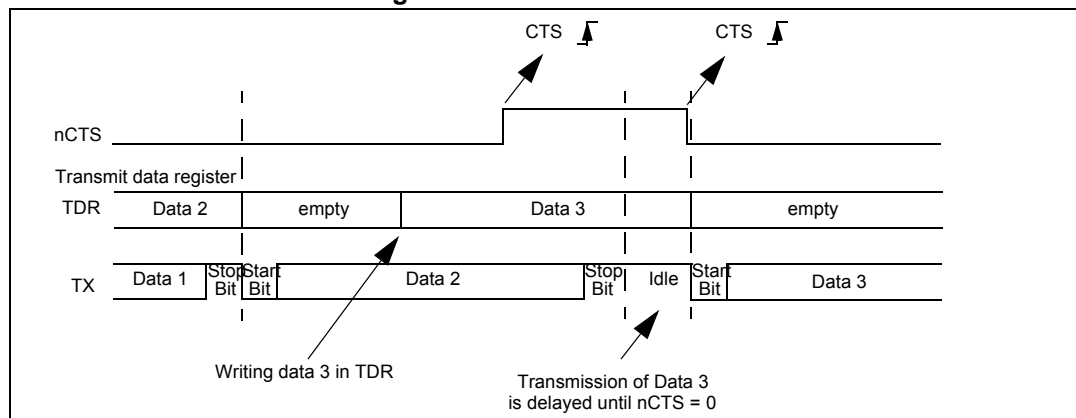 CTS CTS
nCTS
Transmit data register
TDR Data 2 empty Data 3 empty
TX Data 1 Stop Bit Start Bit Data 2 Stop Bit Idle Start Bit Data 3
Writing data 3 in TDR
Transmission of Data 3
is delayed until nCTS = 0